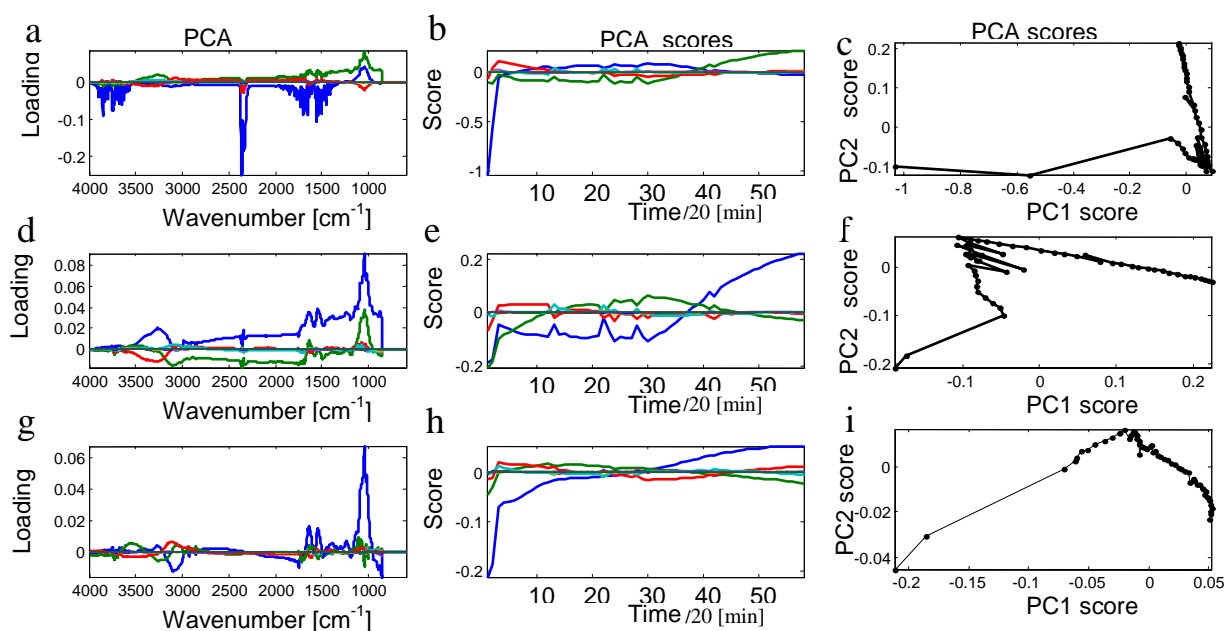 a
PCA
b
PCA scores
c
PCA scores
Loading
0
-0.1
-0.2
4000 3500 3000 2500 2000 1500 1000
Wavenumber [cm-1]
Score
0
-0.5
-1
10 20 30 40 50
Time/20 [min]
PC2 score
0.2
0.1
0
-0.1
-1 -0.8 -0.6 -0.4 -0.2 0
PC1 score
d
e
f
Loading
0.08
0.06
0.04
0.02
0
4000 3500 3000 2500 2000 1500 1000
Wavenumber [cm-1]
Score
0.2
0
-0.2
10 20 30 40 50
Time/20 [min]
PC2 score
0
-0.1
-0.2
-0.1 0 0.1 0.2
PC1 score
g
h
i
Loading
0.06
0.04
0.02
0
4000 3500 3000 2500 2000 1500 1000
Wavenumber [cm-1]
Score
0
-0.1
-0.2
10 20 30 40 50
Time/20 [min]
PC2 score
0
-0.02
-0.04
-0.2 -0.15 -0.1 -0.05 0 0.05
PC1 score